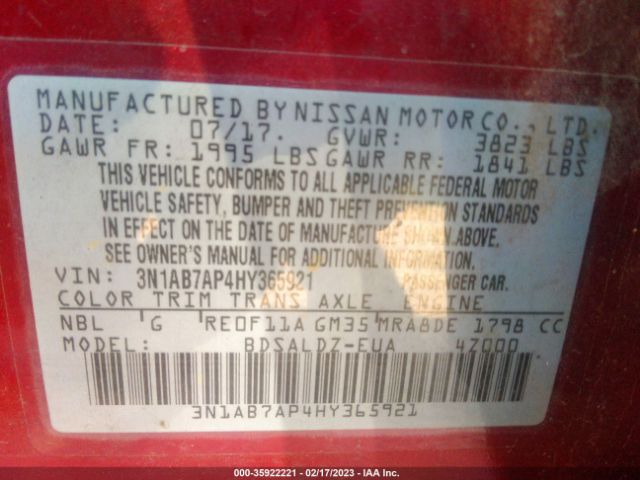 MANUFACTURED BY NISSAN MOTOR CO., LTD.
DATE: 07/17. GVWR: 3823 LBS
GAWR FR: 1995 LBS GAWR RR: 1841 LBS
THIS VEHICLE CONFORMS TO ALL APPLICABLE FEDERAL MOTOR
VEHICLE SAFETY, BUMPER AND THEFT PREVENTION STANDARDS
IN EFFECT ON THE DATE OF MANUFACTURE SHOWN ABOVE.
SEE OWNER'S MANUAL FOR ADDITIONAL INFORMATION.
VIN: 3N1AB7AP4HY365921 PASSENGER CAR.
COLOR TRIM TRANS AXLE ENGINE
NBL G RE0F11A GM35 MRA8DE 1798 CC
MODEL: BDSALDZ-EUA 4Z000
3N1AB7AP4HY365921
000-35922221 - 02/17/2023 - IAA Inc.